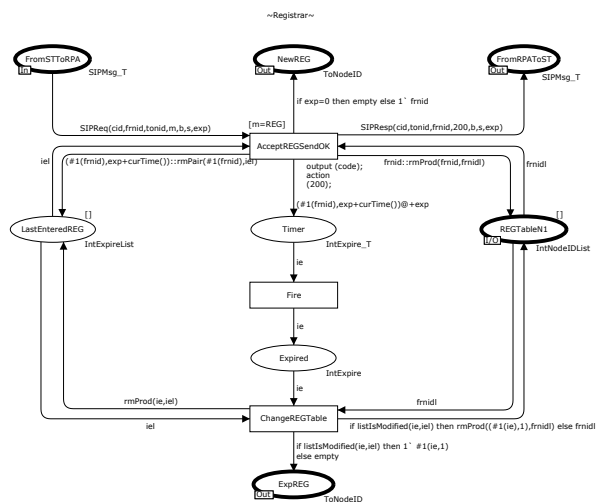 ~Registrar~
FromSTToRPA
In
SIPMsg_T
NewREG
Out
ToNodeID
FromRPAToST
Out
SIPMsg_T
if exp=0 then empty else 1` frnid
[m=REG]
SIPReq(cid,frnid,tonid,m,b,s,exp)
SIPResp(cid,tonid,frnid,200,b,s,exp)
AcceptREGSendOK
iel
(#1(frnid),exp+curTime())::rmPair(#1(frnid),iel)
frnid::rmProd(frnid,frnidl)
frnidl
output (code);
action
(200);
(#1(frnid),exp+curTime())@+exp
[]
LastEnteredREG
IntExpireList
Timer
IntExpire_T
[]
REGTableN1
I/O
IntNodeIDList
ie
Fire
ie
Expired
IntExpire
ie
rmProd(ie,iel)
frnidl
ChangeREGTable
iel
if listIsModified(ie,iel) then rmProd((#1(ie),1),frnidl) else frnidl
if listIsModified(ie,iel) then 1` #1(ie,1)
else empty
ExpREG
Out
ToNodeID